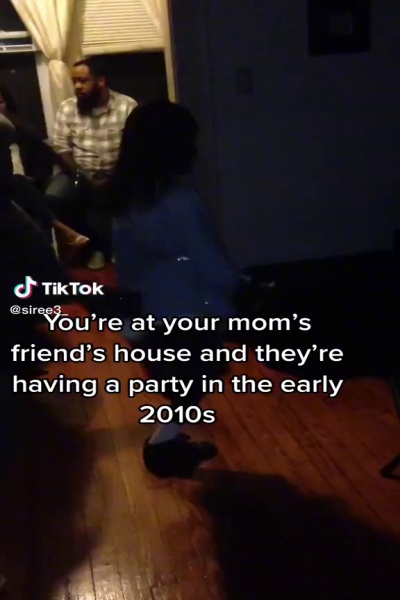 TikTok
@siree3_
You're at your mom's
friend's house and they're
having a party in the early
2010s